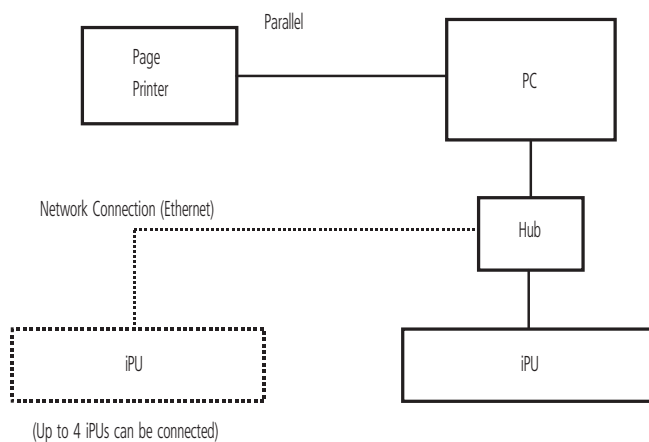 Parallel
Page
Printer
PC
Network Connection (Ethernet)
Hub
iPU
iPU
(Up to 4 iPUs can be connected)